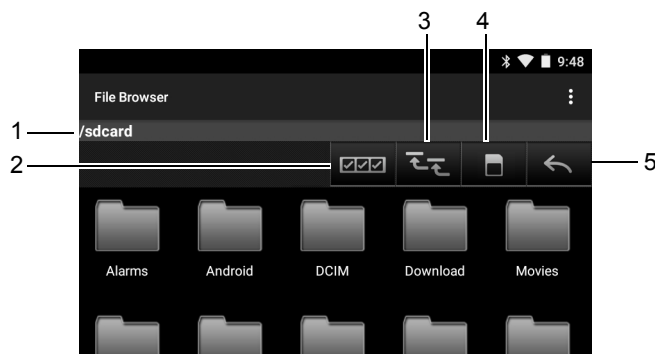 3 4
9:48
File Browser
1 /sdcard
2 5
Alarms Android DCIM Download Movies